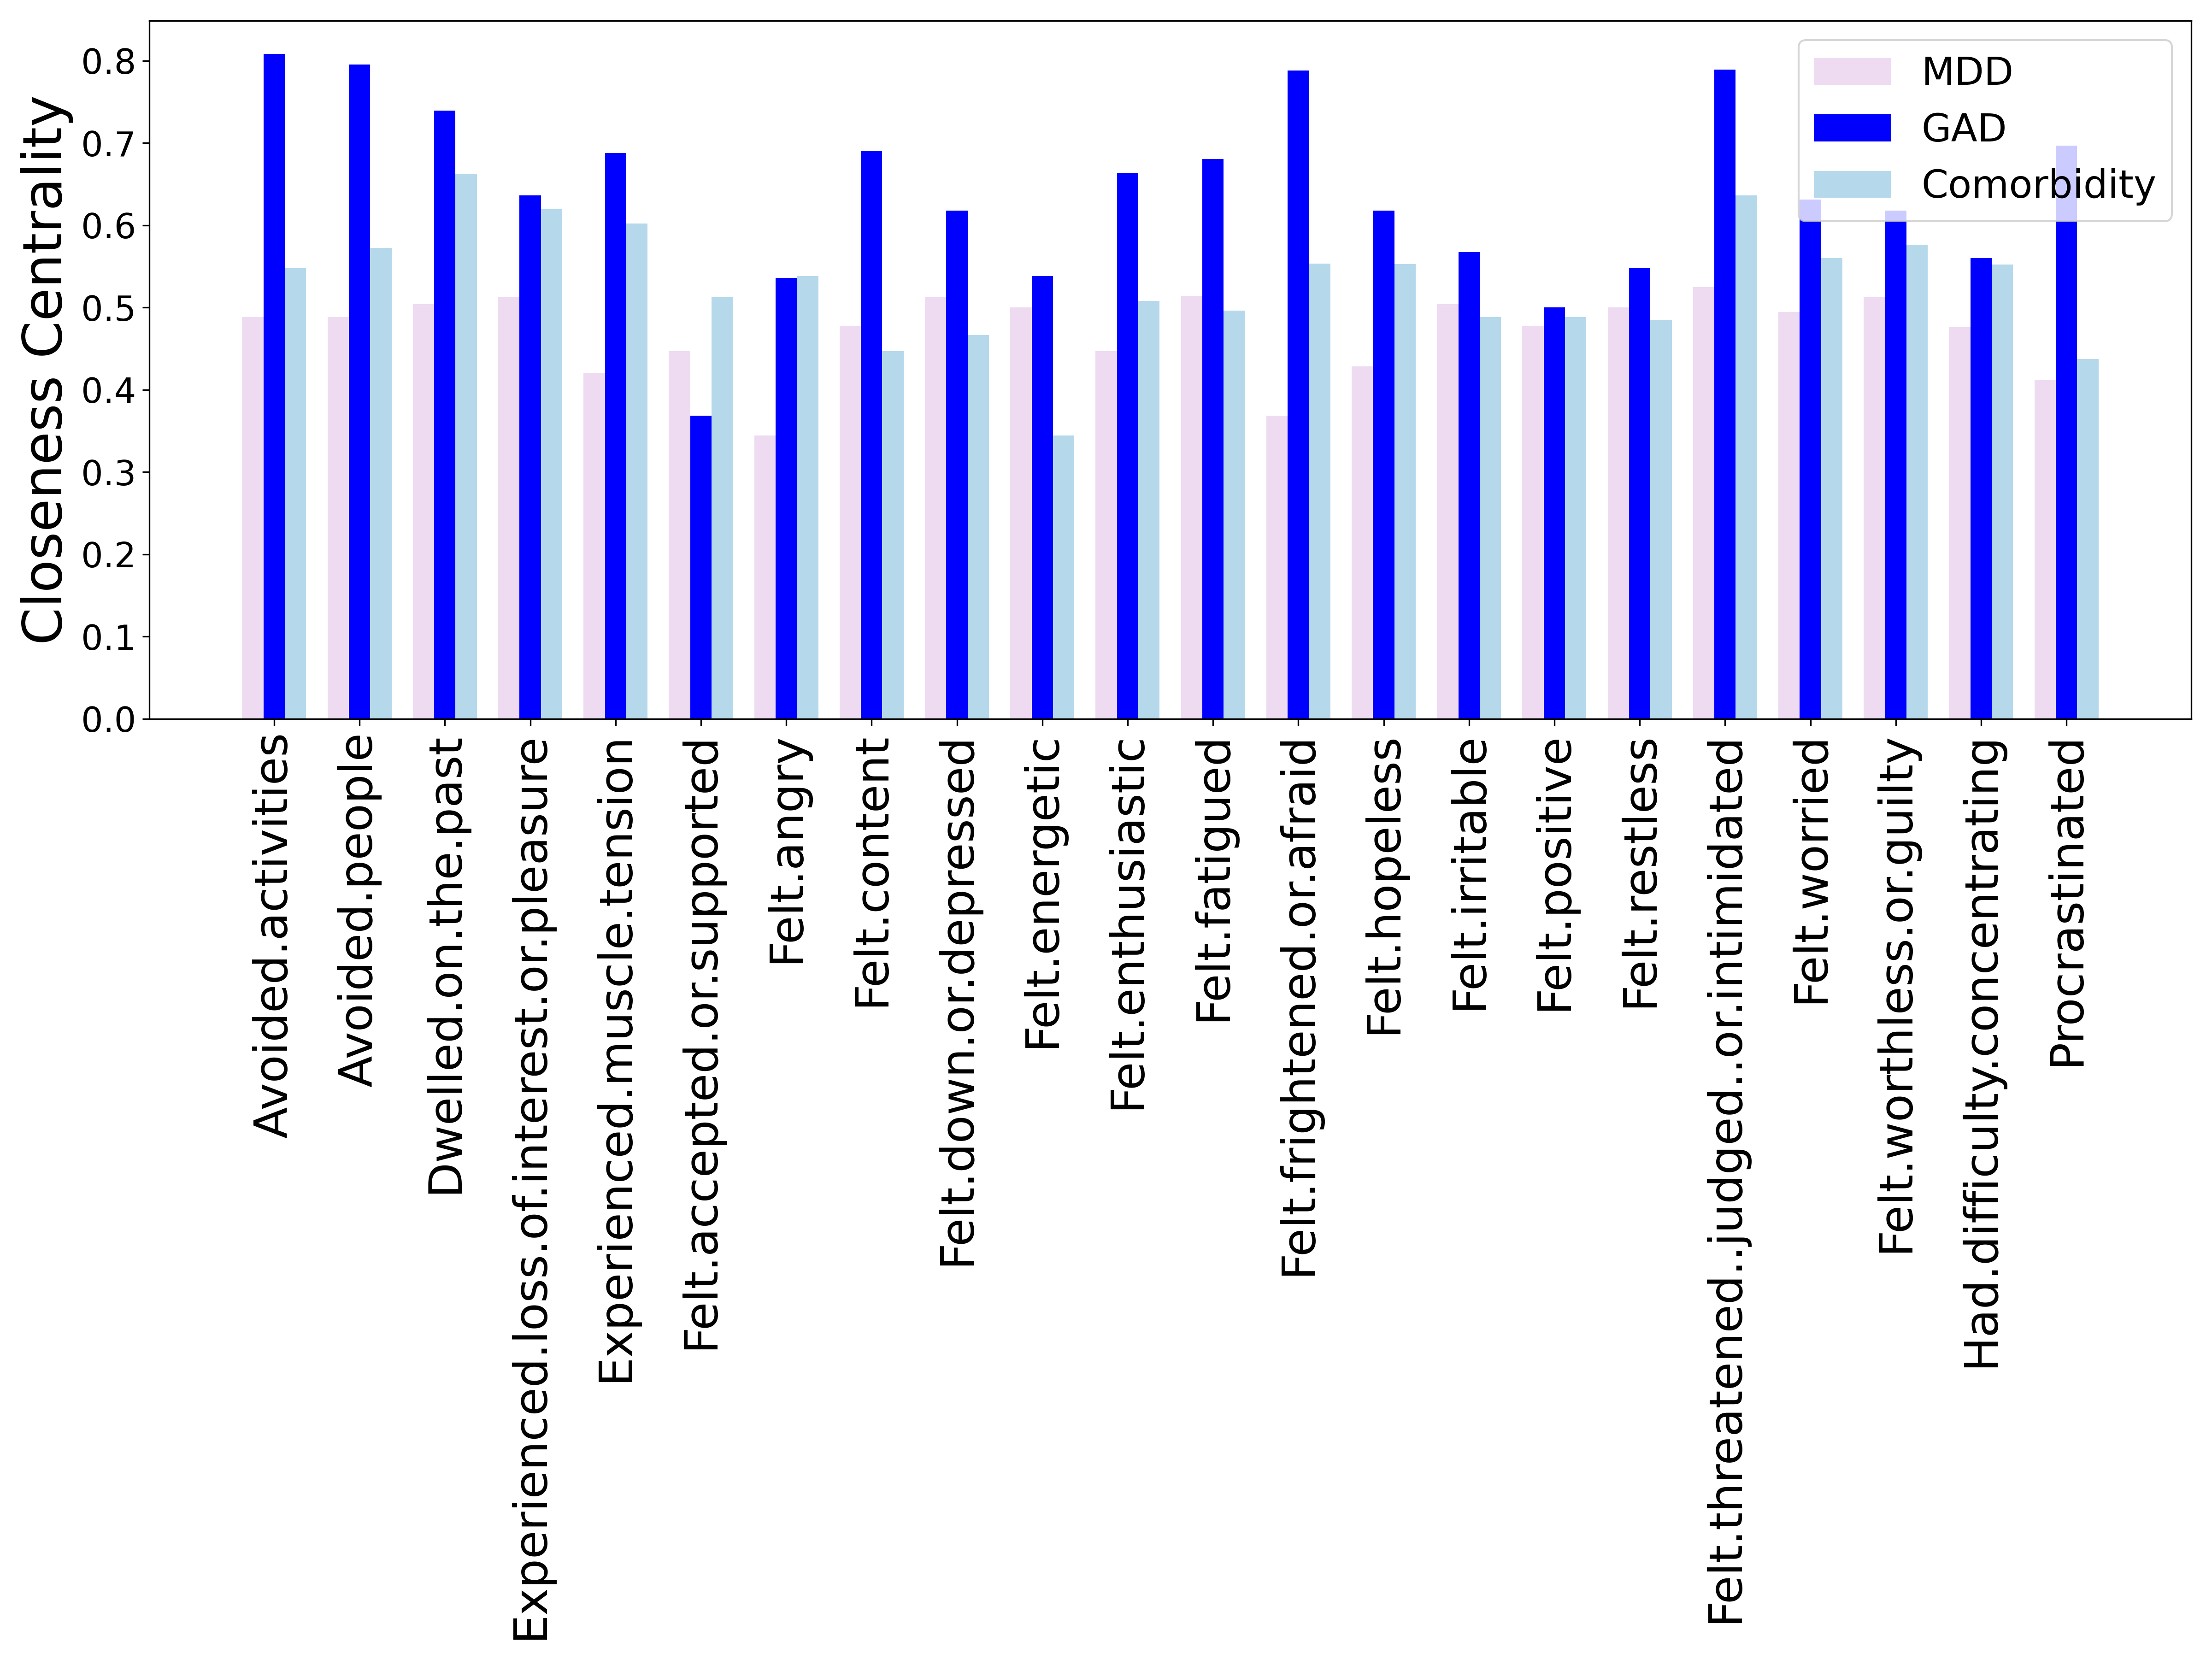 Closeness Centrality
0.8
0.7
0.6
0.5
0.4
0.3
0.2
0.1
0.0
MDD
GAD
Comorbidity
Avoided.activities
Avoided.people
Dwelled.on.the.past
Experienced.loss.of.interest.or.pleasure
Experienced.muscle.tension
Felt.accepted.or.supported
Felt.angry
Felt.content
Felt.down.or.depressed
Felt.energetic
Felt.enthusiastic
Felt.fatigued
Felt.frightened.or.afraid
Felt.hopeless
Felt.irritable
Felt.positive
Felt.restless
Felt.threatened..judged..or.intimidated
Felt.worried
Felt.worthless.or.guilty
Had.difficulty.concentrating
Procrastinated